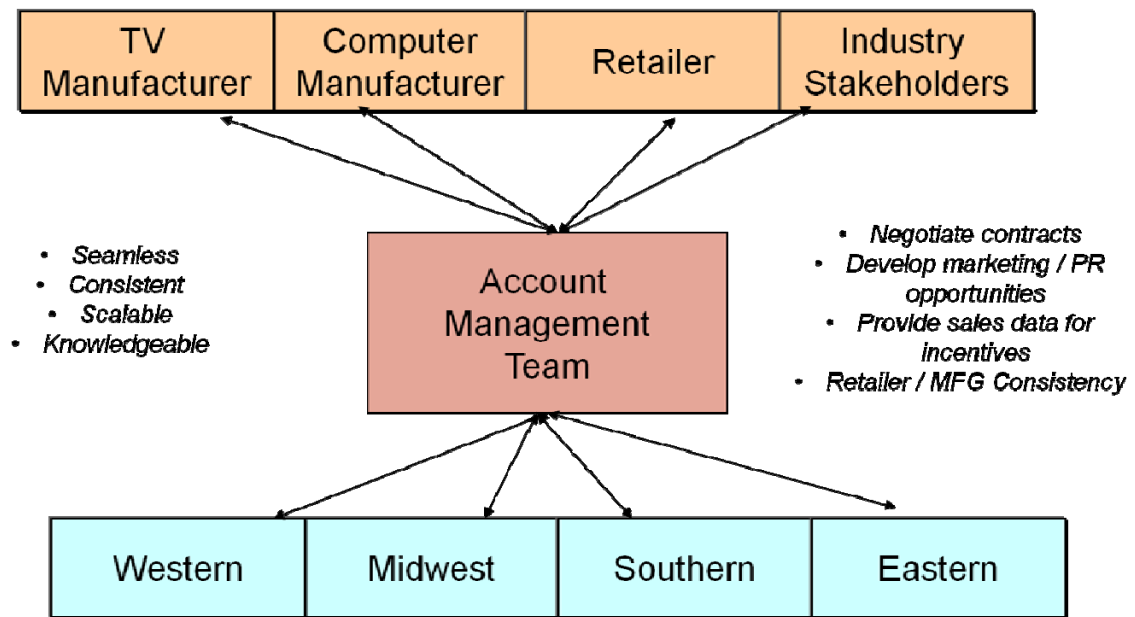 TV
Manufacturer
Computer
Manufacturer
Retailer
Industry
Stakeholders
• Seamless
• Consistent
• Scalable
• Knowledgeable
Account
Management
Team
• Negotiate contracts
• Develop marketing / PR
opportunities
• Provide sales data for
incentives
• Retailer / MFG Consistency
Western
Midwest
Southern
Eastern